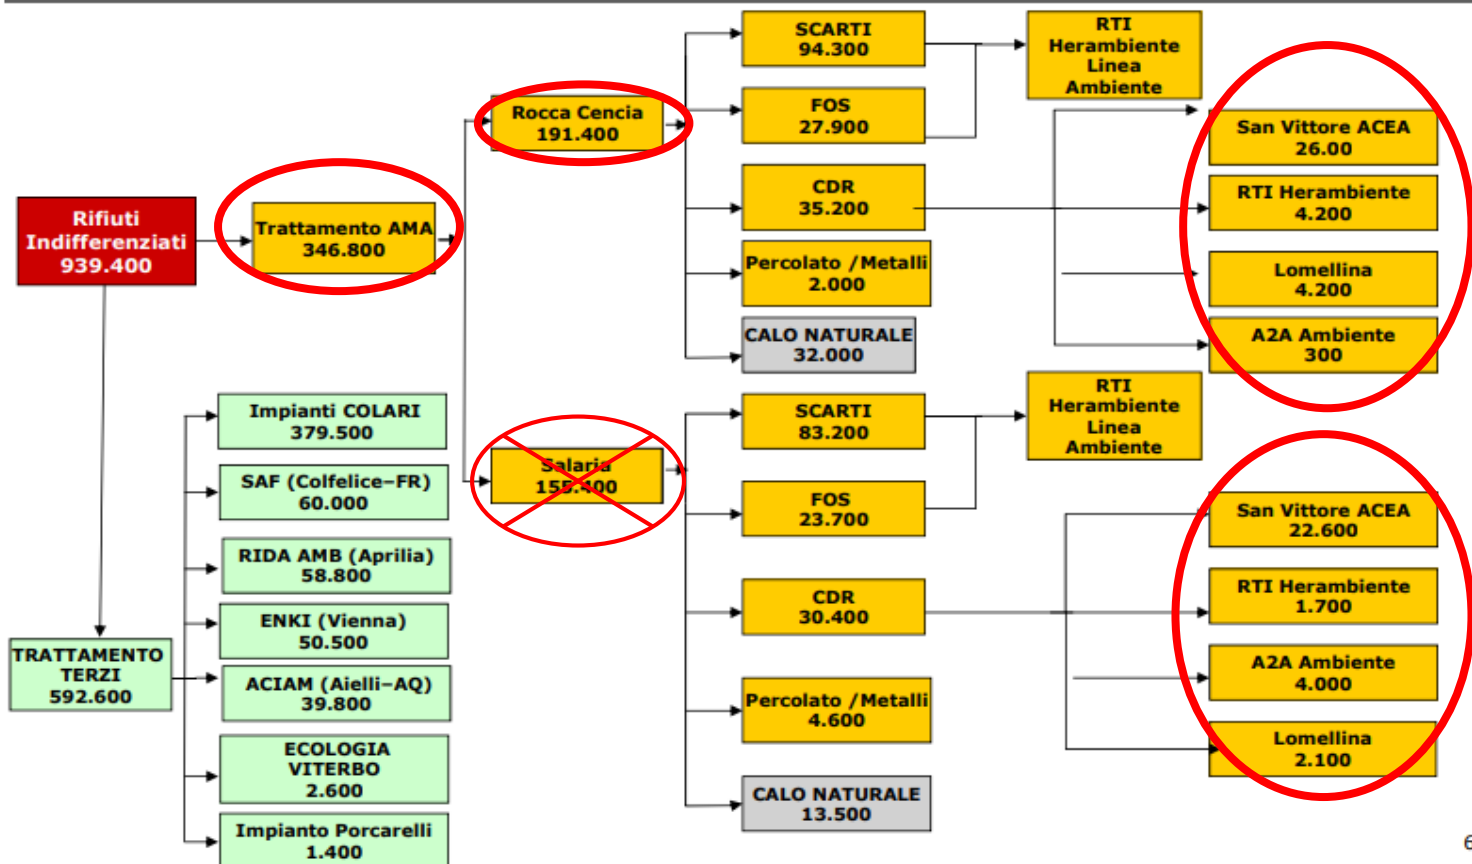 Rifiuti
Indifferenziati
939.400
Trattamento AMA
346.800
Rocca Cencia
191.400
SCARTI
94.300
FOS
27.900
CDR
35.200
Percolato /Metalli
2.000
CALO NATURALE
32.000
RTI
Herambiente
Linea
Ambiente
San Vittore ACEA
26.00
RTI Herambiente
4.200
Lomellina
4.200
A2A Ambiente
300
Salaria
155.400
SCARTI
83.200
FOS
23.700
CDR
30.400
Percolato /Metalli
4.600
CALO NATURALE
13.500
RTI
Herambiente
Linea
Ambiente
San Vittore ACEA
22.600
RTI Herambiente
1.700
A2A Ambiente
4.000
Lomellina
2.100
TRATTAMENTO
TERZI
592.600
Impianti COLARI
379.500
SAF (Colfelice–FR)
60.000
RIDA AMB (Aprilia)
58.800
ENKI (Vienna)
50.500
ACIAM (Aielli–AQ)
39.800
ECOLOGIA
VITERBO
2.600
Impianto Porcarelli
1.400
6